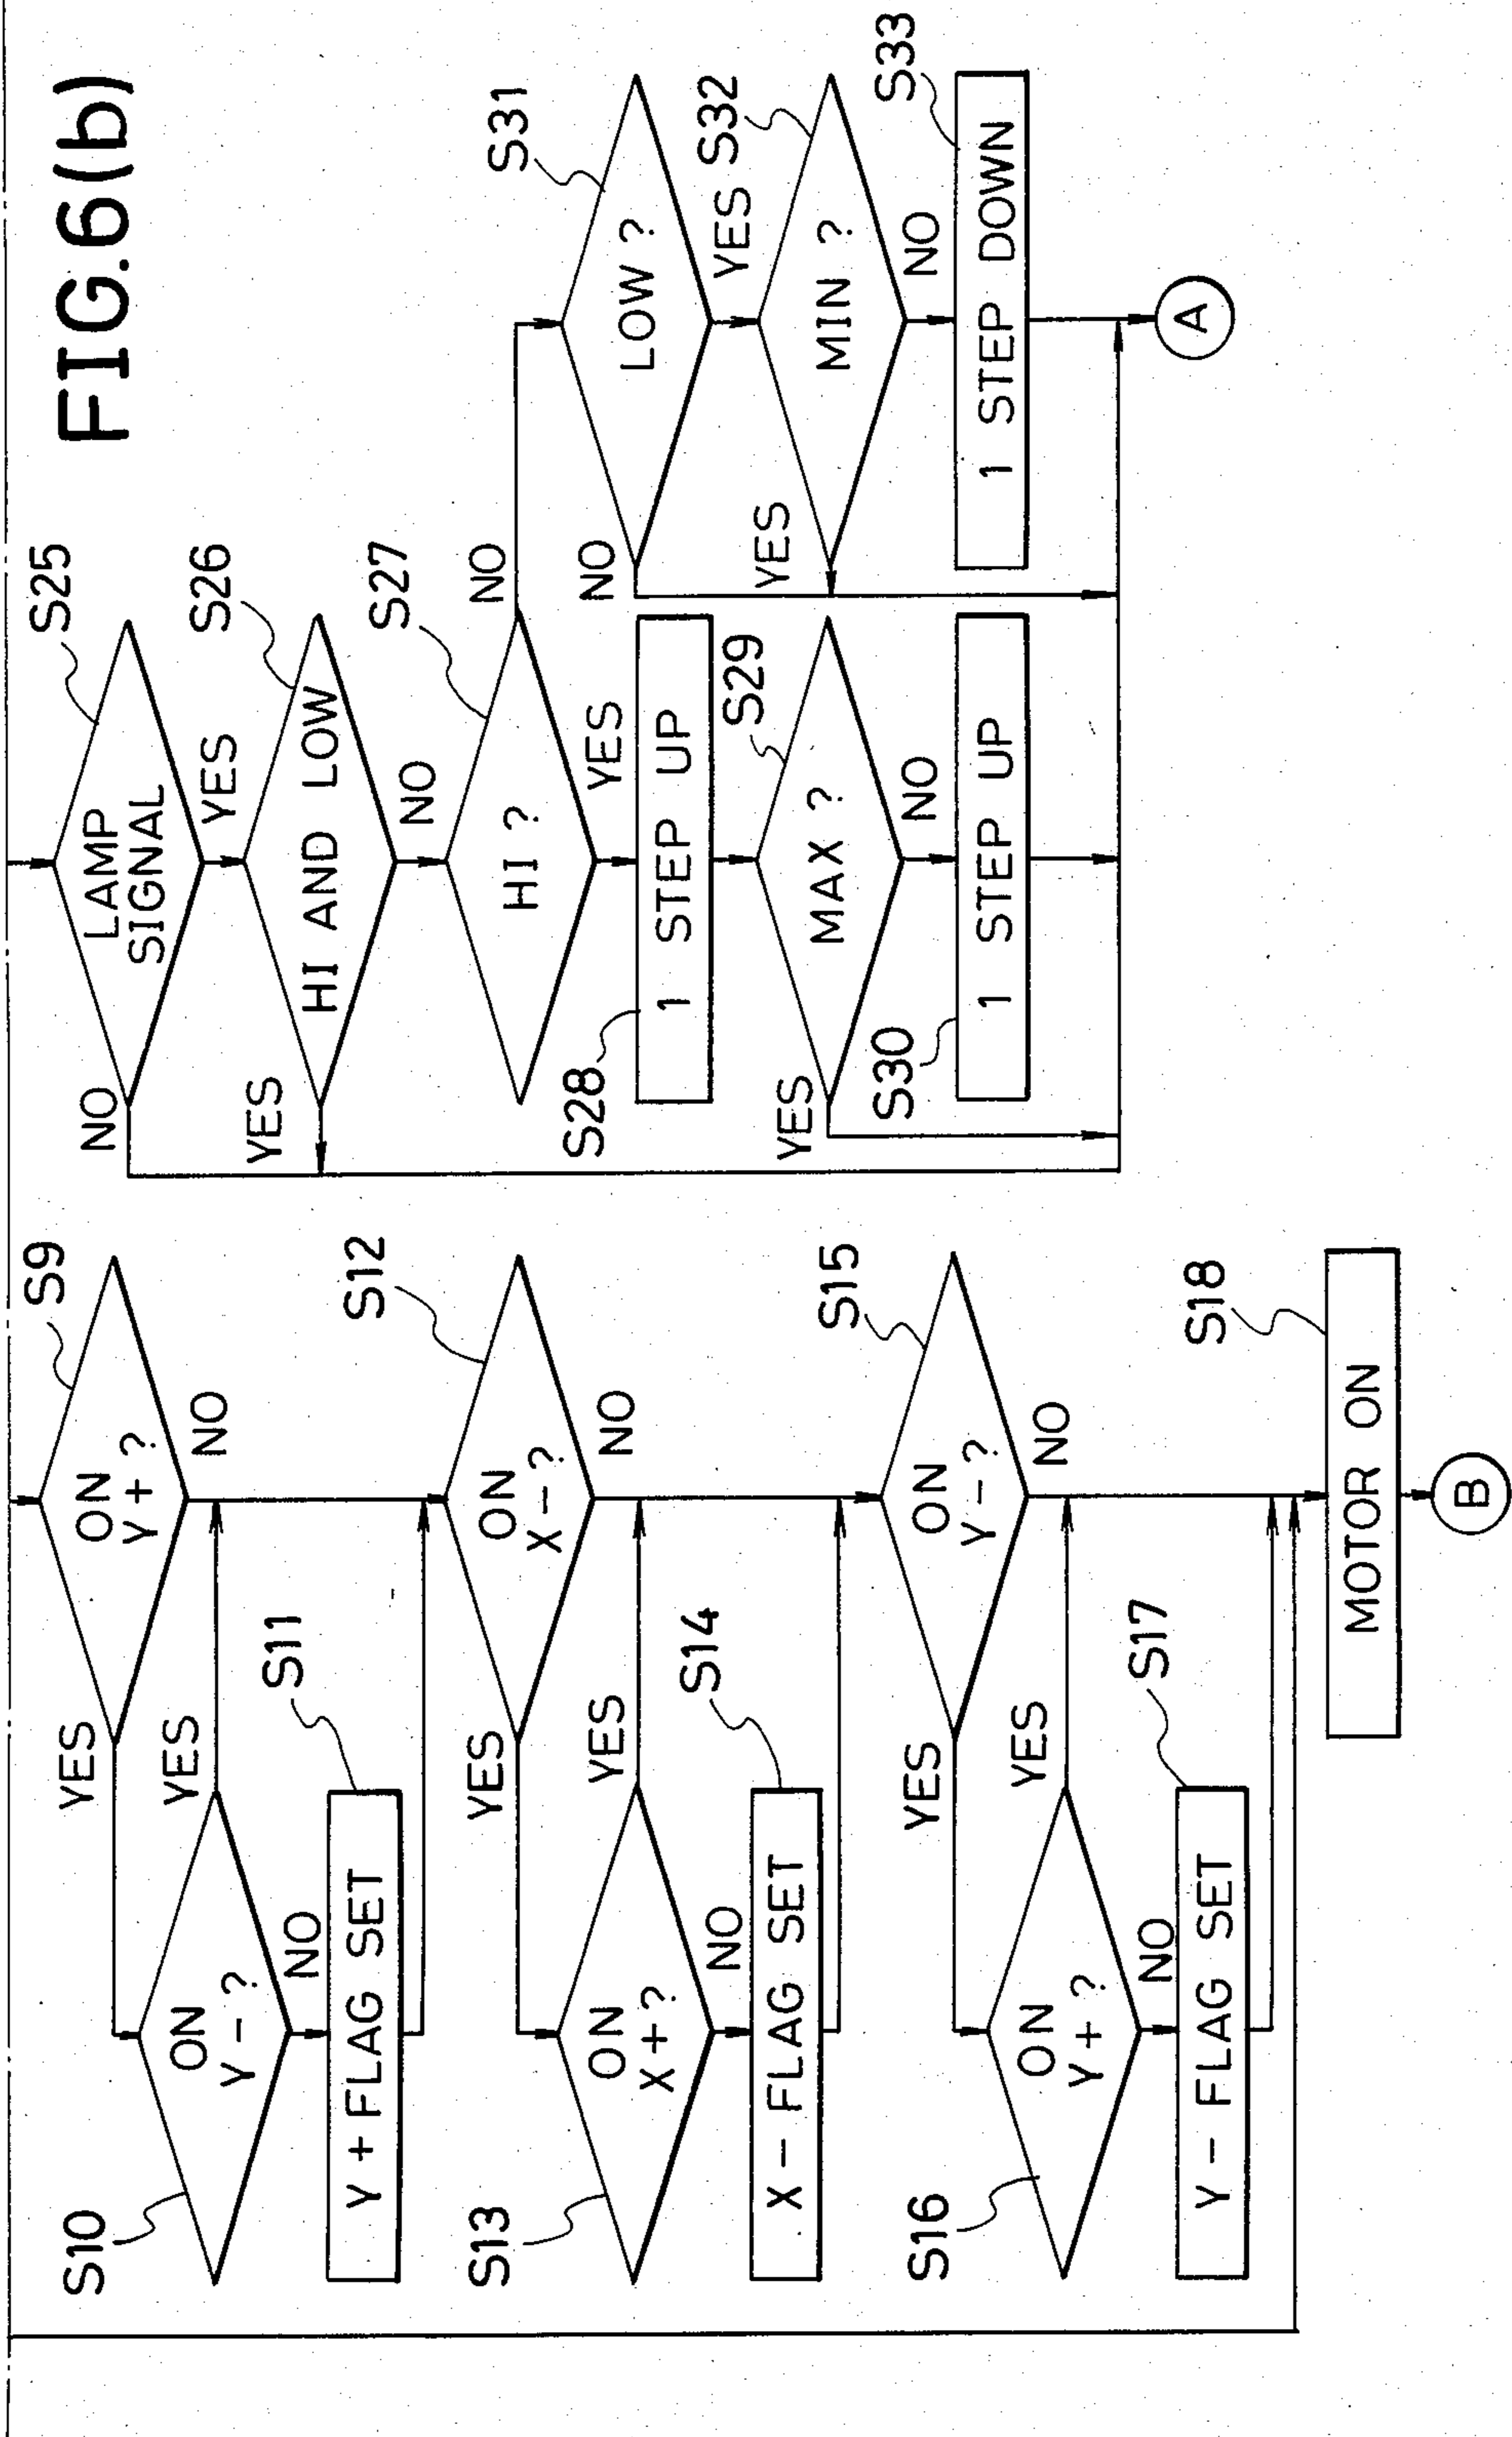 FIG.6(b)
S9
ON
Y+?
YES
NO
S10
ON
Y-?
YES
NO
S11
Y+FLAG SET
S12
ON
X-?
YES
NO
S13
ON
X+?
YES
NO
S14
X- FLAG SET
S15
ON
Y-?
YES
NO
S16
ON
Y+?
YES
NO
S17
Y- FLAG SET
S18
MOTOR ON
B
S25
LAMP
SIGNAL
NO
YES
S26
HI AND LOW
YES
NO
S27
HI ?
NO
YES
S28
1 STEP UP
S29
MAX ?
YES
NO
S30
1 STEP UP
S31
LOW ?
NO
YES
S32
MIN ?
YES
NO
S33
1 STEP DOWN
A